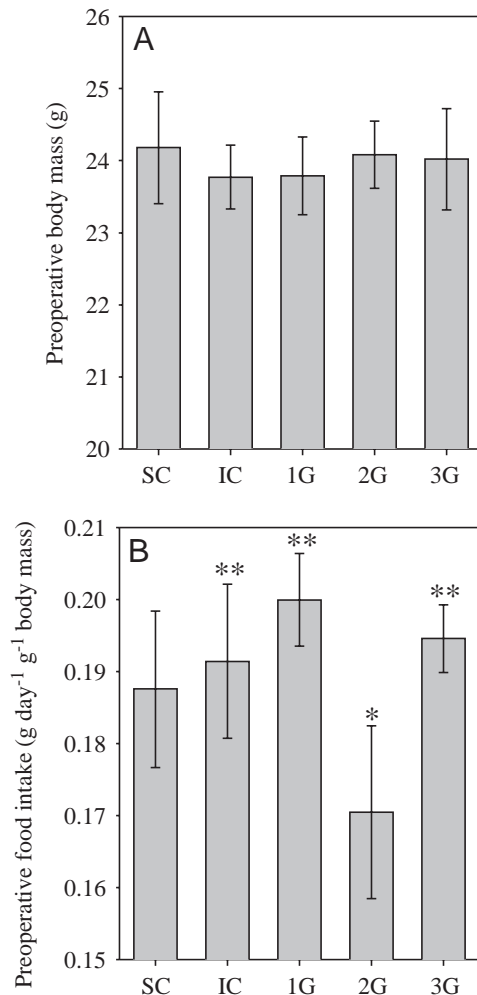 A
Preoperative body mass (g)
26
25
24
23
22
21
20
SC IC 1G 2G 3G
B
Preoperative food intake (g day-1 g-1 body mass)
0.21
0.20
0.19
0.18
0.17
0.16
0.15
** ** * **
SC IC 1G 2G 3G